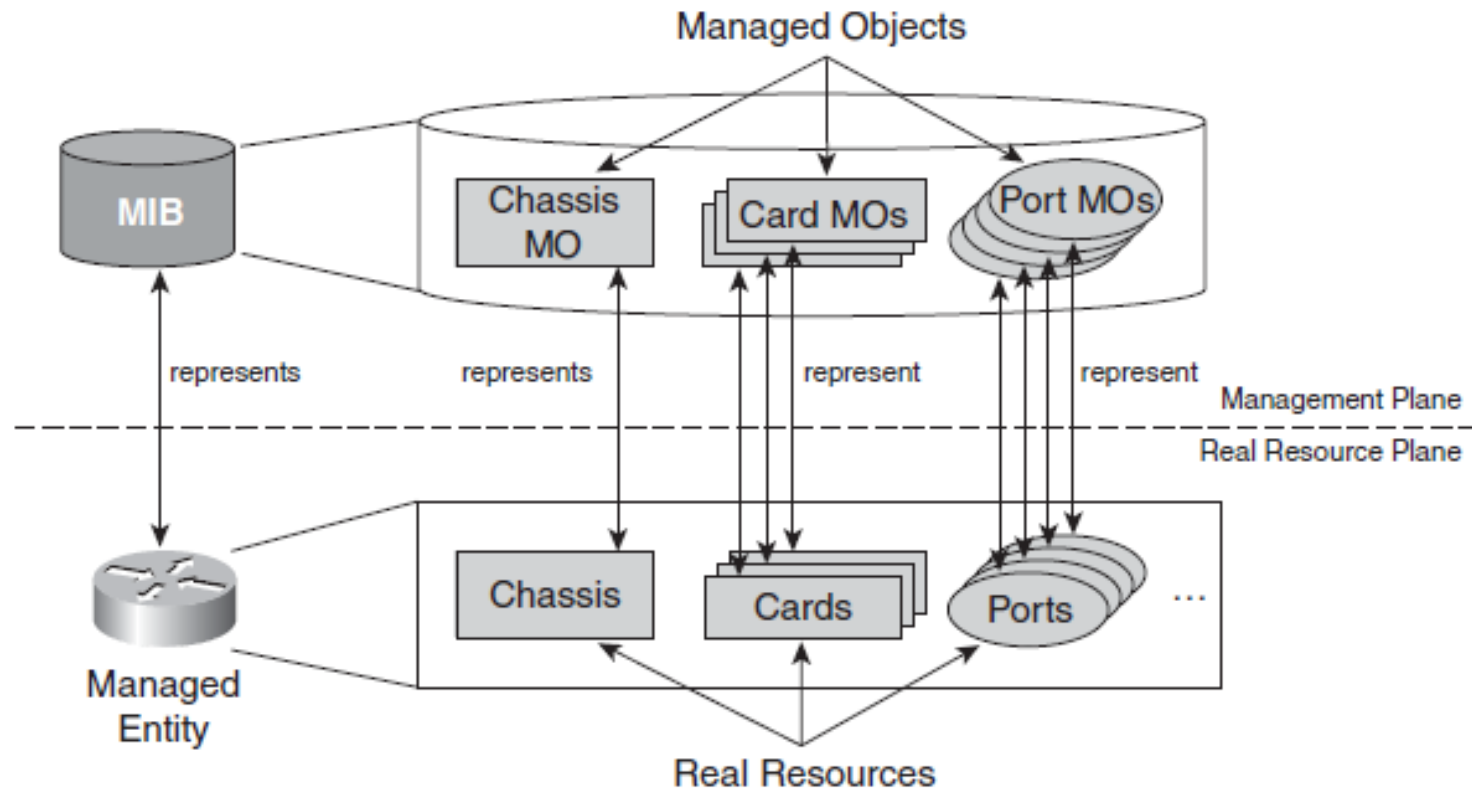 Managed Objects
MIB
Chassis
MO
Card MOs
Port MOs
represents
represents
represent
represent
Management Plane
Real Resource Plane
Chassis
Cards
Ports
...
Managed
Entity
Real Resources